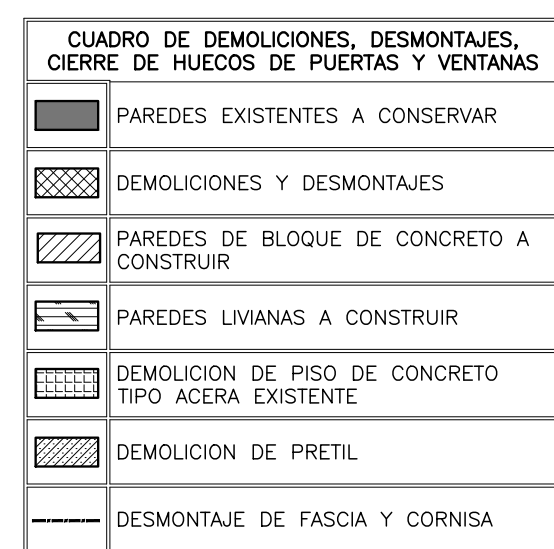 CUADRO DE DEMOLICIONES, DESMONTAJES,
CIERRE DE HUECOS DE PUERTAS Y VENTANAS
PAREDES EXISTENTES A CONSERVAR
DEMOLICIONES Y DESMONTAJES
PAREDES DE BLOQUE DE CONCRETO A
CONSTRUIR
PAREDES LIVIANAS A CONSTRUIR
DEMOLICION DE PISO DE CONCRETO
TIPO ACERA EXISTENTE
DEMOLICION DE PRETIL
DESMONTAJE DE FASCIA Y CORNISA